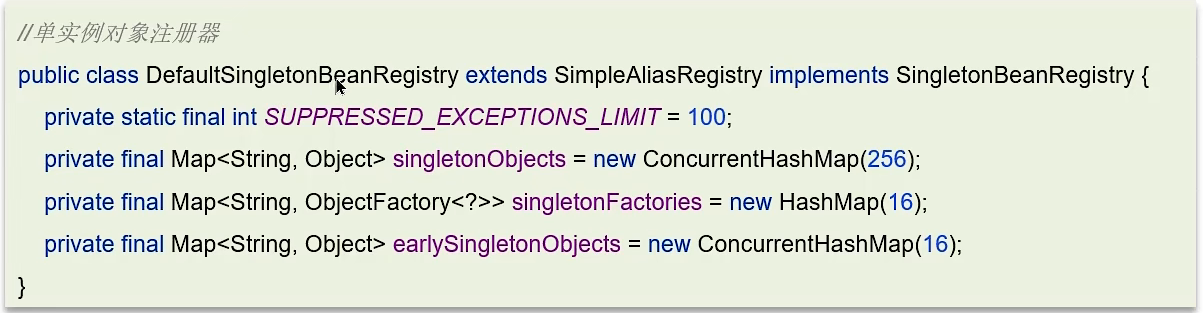 //单实例对象注册器
public class DefaultSingletonBeanRegistry extends SimpleAliasRegistry implements SingletonBeanRegistry {
    private static final int SUPPRESSED_EXCEPTIONS_LIMIT = 100;
    private final Map<String, Object> singletonObjects = new ConcurrentHashMap(256);
    private final Map<String, ObjectFactory<?>> singletonFactories = new HashMap(16);
    private final Map<String, Object> earlySingletonObjects = new ConcurrentHashMap(16);
}